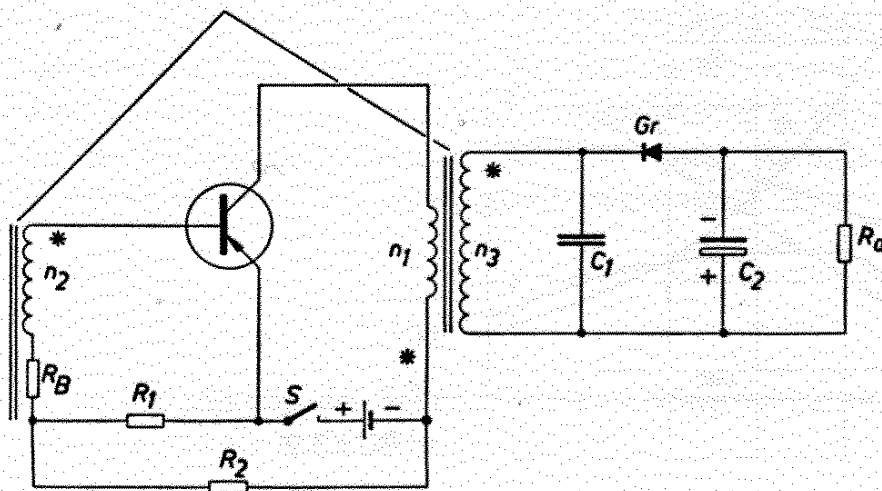 Gr
*
*
n2
n1
n3
C1
−
+
C2
Ra
*
RB
R1
S
+
−
R2